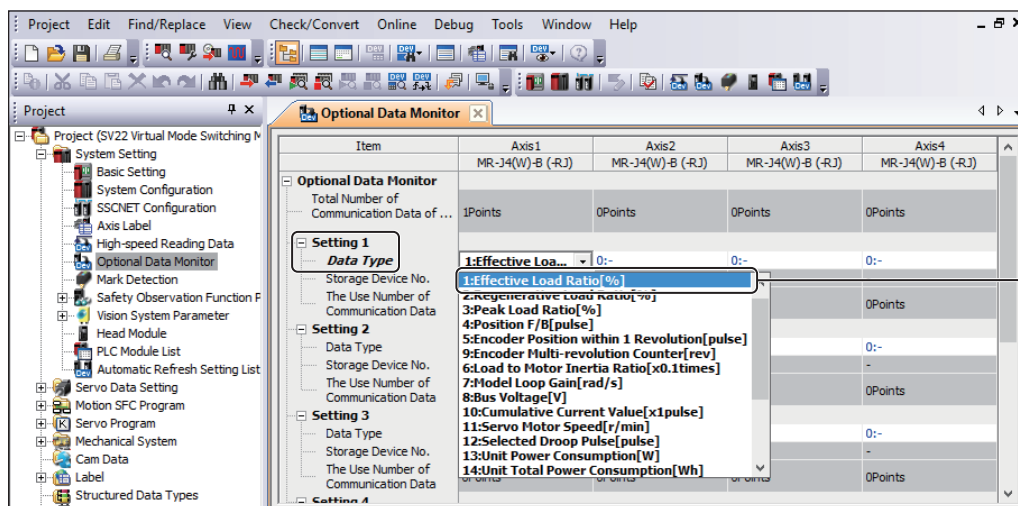 Project Edit Find/Replace View Check/Convert Online Debug Tools Window Help
Project
Optional Data Monitor
Project (SV22 Virtual Mode Switching M
System Setting
Basic Setting
System Configuration
SSCNET Configuration
Axis Label
High-speed Reading Data
Optional Data Monitor
Mark Detection
Safety Observation Function P
Vision System Parameter
Head Module
PLC Module List
Automatic Refresh Setting List
Servo Data Setting
Motion SFC Program
Servo Program
Mechanical System
Cam Data
Label
Structured Data Types
Item Axis1 Axis2 Axis3 Axis4
MR-J4(W)-B (-RJ) MR-J4(W)-B (-RJ) MR-J4(W)-B (-RJ) MR-J4(W)-B (-RJ)
Optional Data Monitor
Total Number of
Communication Data of ... 1Points 0Points 0Points 0Points
Setting 1
Data Type 1:Effective Loa... 0:- 0:- 0:-
Storage Device No.
The Use Number of
Communication Data 0Points
Setting 2
Data Type 0:-
Storage Device No. -
The Use Number of
Communication Data 0Points
Setting 3
Data Type 0:-
Storage Device No. -
The Use Number of
Communication Data 0Points
Setting 4
1:Effective Load Ratio[%]
2:Regenerative Load Ratio[%]
3:Peak Load Ratio[%]
4:Position F/B[pulse]
5:Encoder Position within 1 Revolution[pulse]
9:Encoder Multi-revolution Counter[rev]
6:Load to Motor Inertia Ratio[x0.1times]
7:Model Loop Gain[rad/s]
8:Bus Voltage[V]
10:Cumulative Current Value[x1pulse]
11:Servo Motor Speed[r/min]
12:Selected Droop Pulse[pulse]
13:Unit Power Consumption[W]
14:Unit Total Power Consumption[Wh]